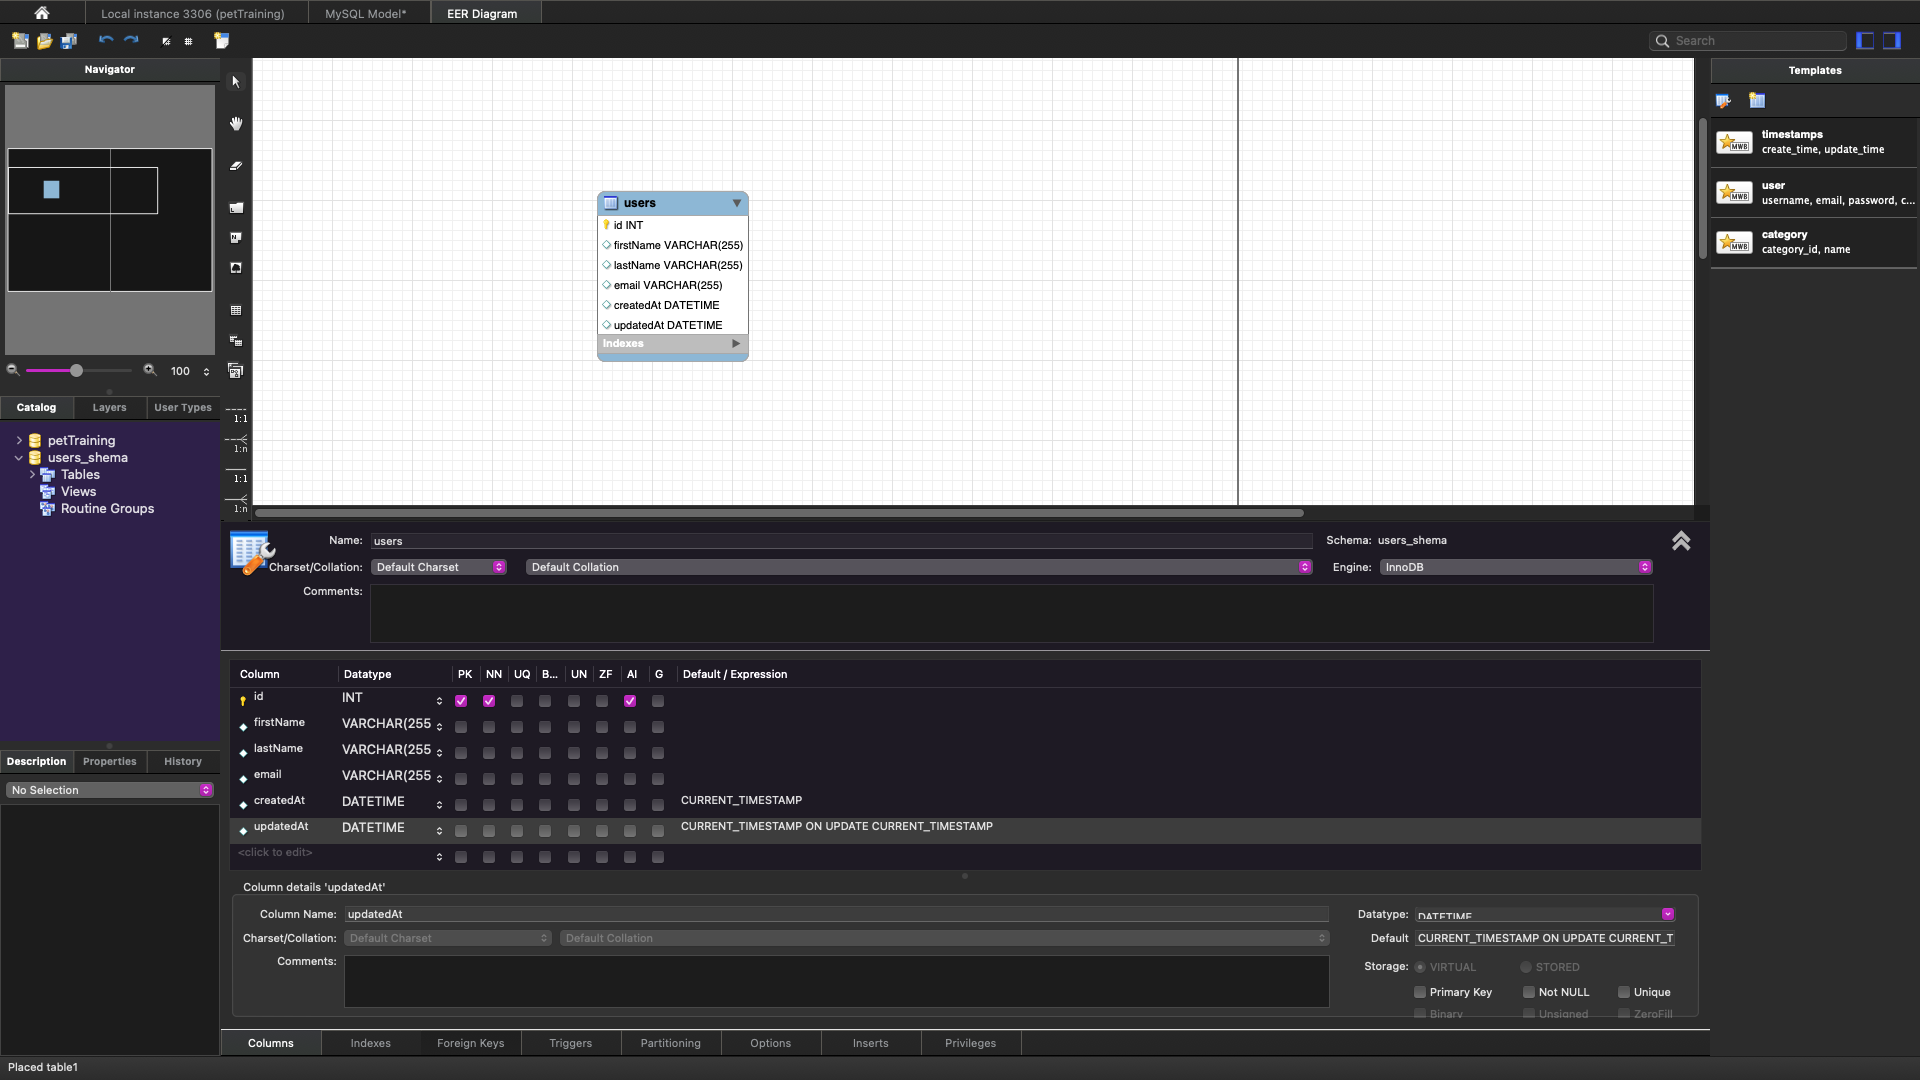 Local instance 3306 (petTraining)
MySQL Model*
EER Diagram
Search
Navigator
Templates
timestamps
create_time, update_time
user
username, email, password, c...
category
category_id, name
users
id INT
firstName VARCHAR(255)
lastName VARCHAR(255)
email VARCHAR(255)
createdAt DATETIME
updatedAt DATETIME
Indexes
100
1:1
1:n
1:1
1:n
Catalog
Layers
User Types
petTraining
users_shema
Tables
Views
Routine Groups
Name: users
Schema: users_shema
Charset/Collation: Default Charset
Default Collation
Engine: InnoDB
Comments:
Column Datatype PK NN UQ B... UN ZF AI G Default / Expression
id INT
firstName VARCHAR(255
lastName VARCHAR(255
email VARCHAR(255
createdAt DATETIME CURRENT_TIMESTAMP
updatedAt DATETIME CURRENT_TIMESTAMP ON UPDATE CURRENT_TIMESTAMP
<click to edit>
Description
Properties
History
No Selection
Column details 'updatedAt'
Column Name: updatedAt
Datatype: DATETIME
Charset/Collation: Default Charset
Default Collation
Default CURRENT_TIMESTAMP ON UPDATE CURRENT_T
Comments:
Storage: VIRTUAL STORED
Primary Key Not NULL Unique
Binary Unsigned ZeroFill
Columns
Indexes
Foreign Keys
Triggers
Partitioning
Options
Inserts
Privileges
Placed table1